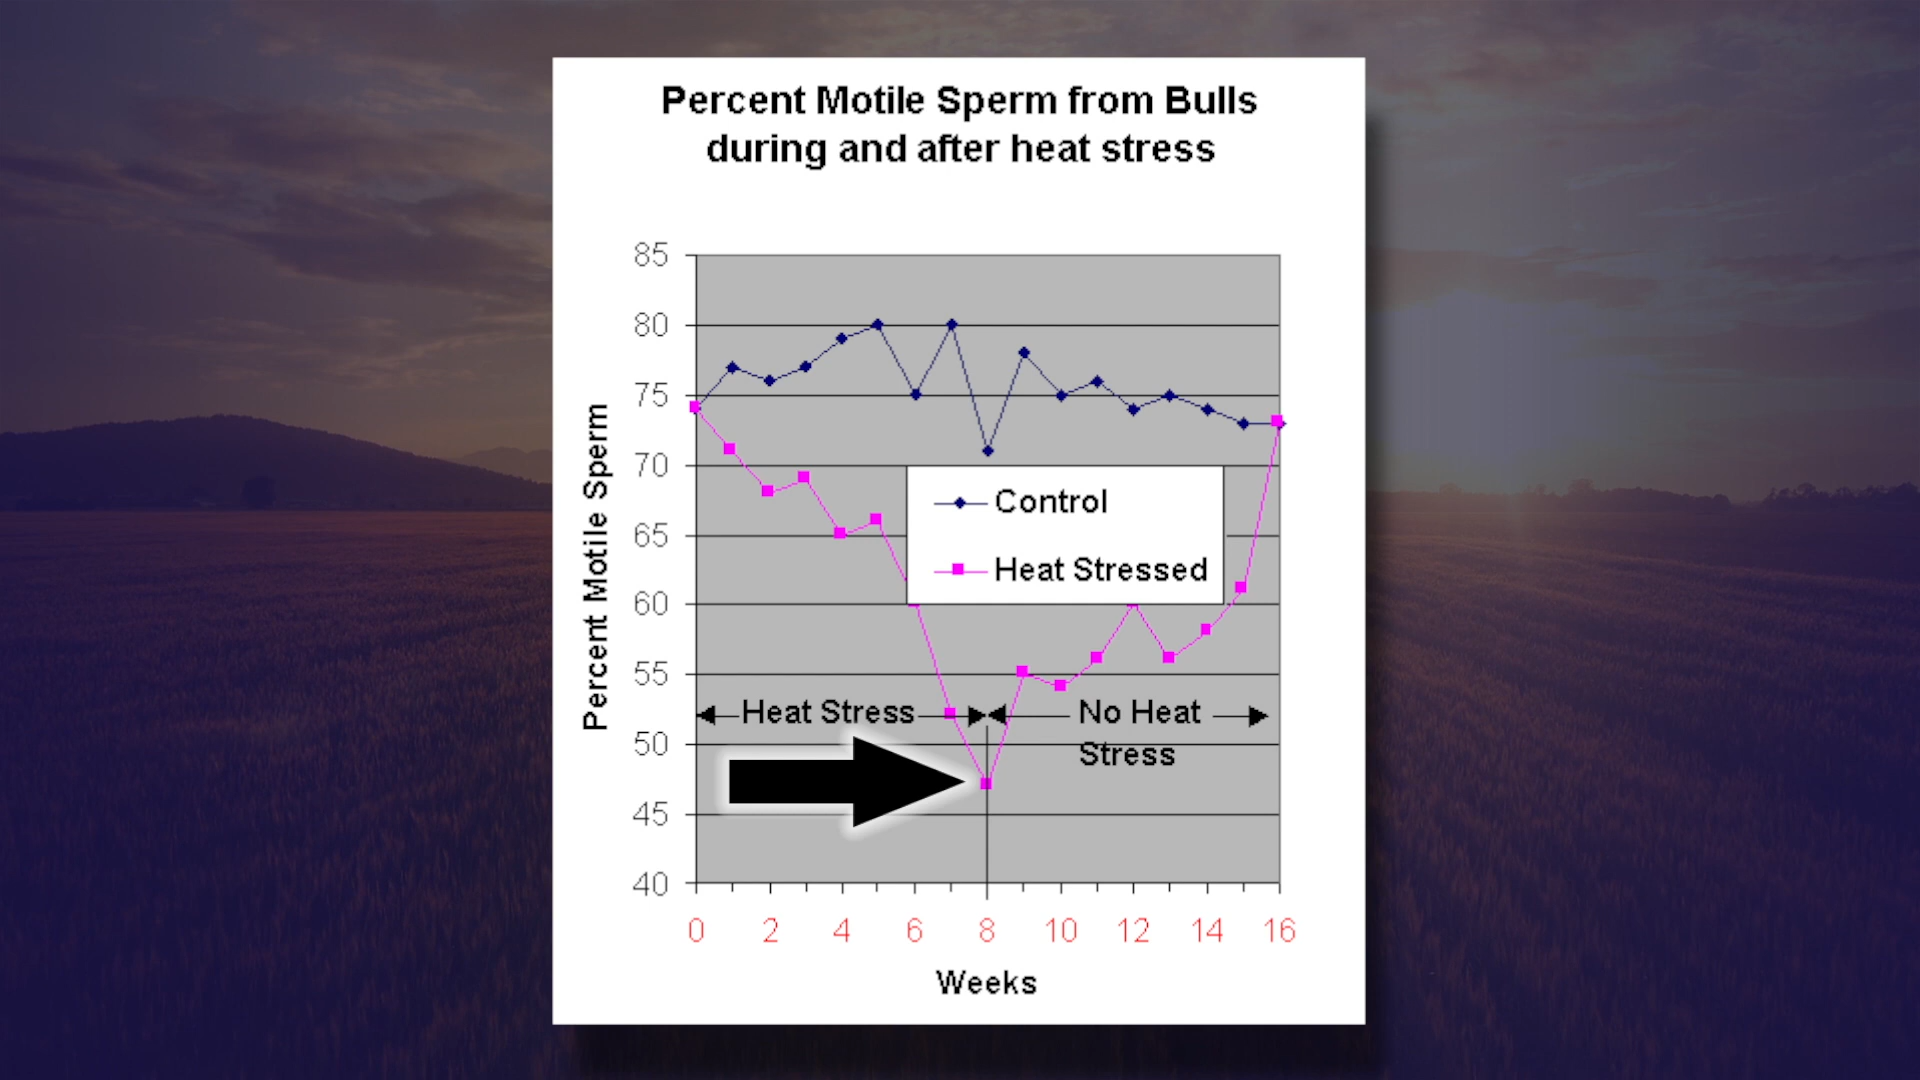 Percent Motile Sperm from Bulls
during and after heat stress
85
80
75
70
65
60
55
50
45
40
Percent Motile Sperm
Control
Heat Stressed
Heat Stress
No Heat
Stress
0 2 4 6 8 10 12 14 16
Weeks